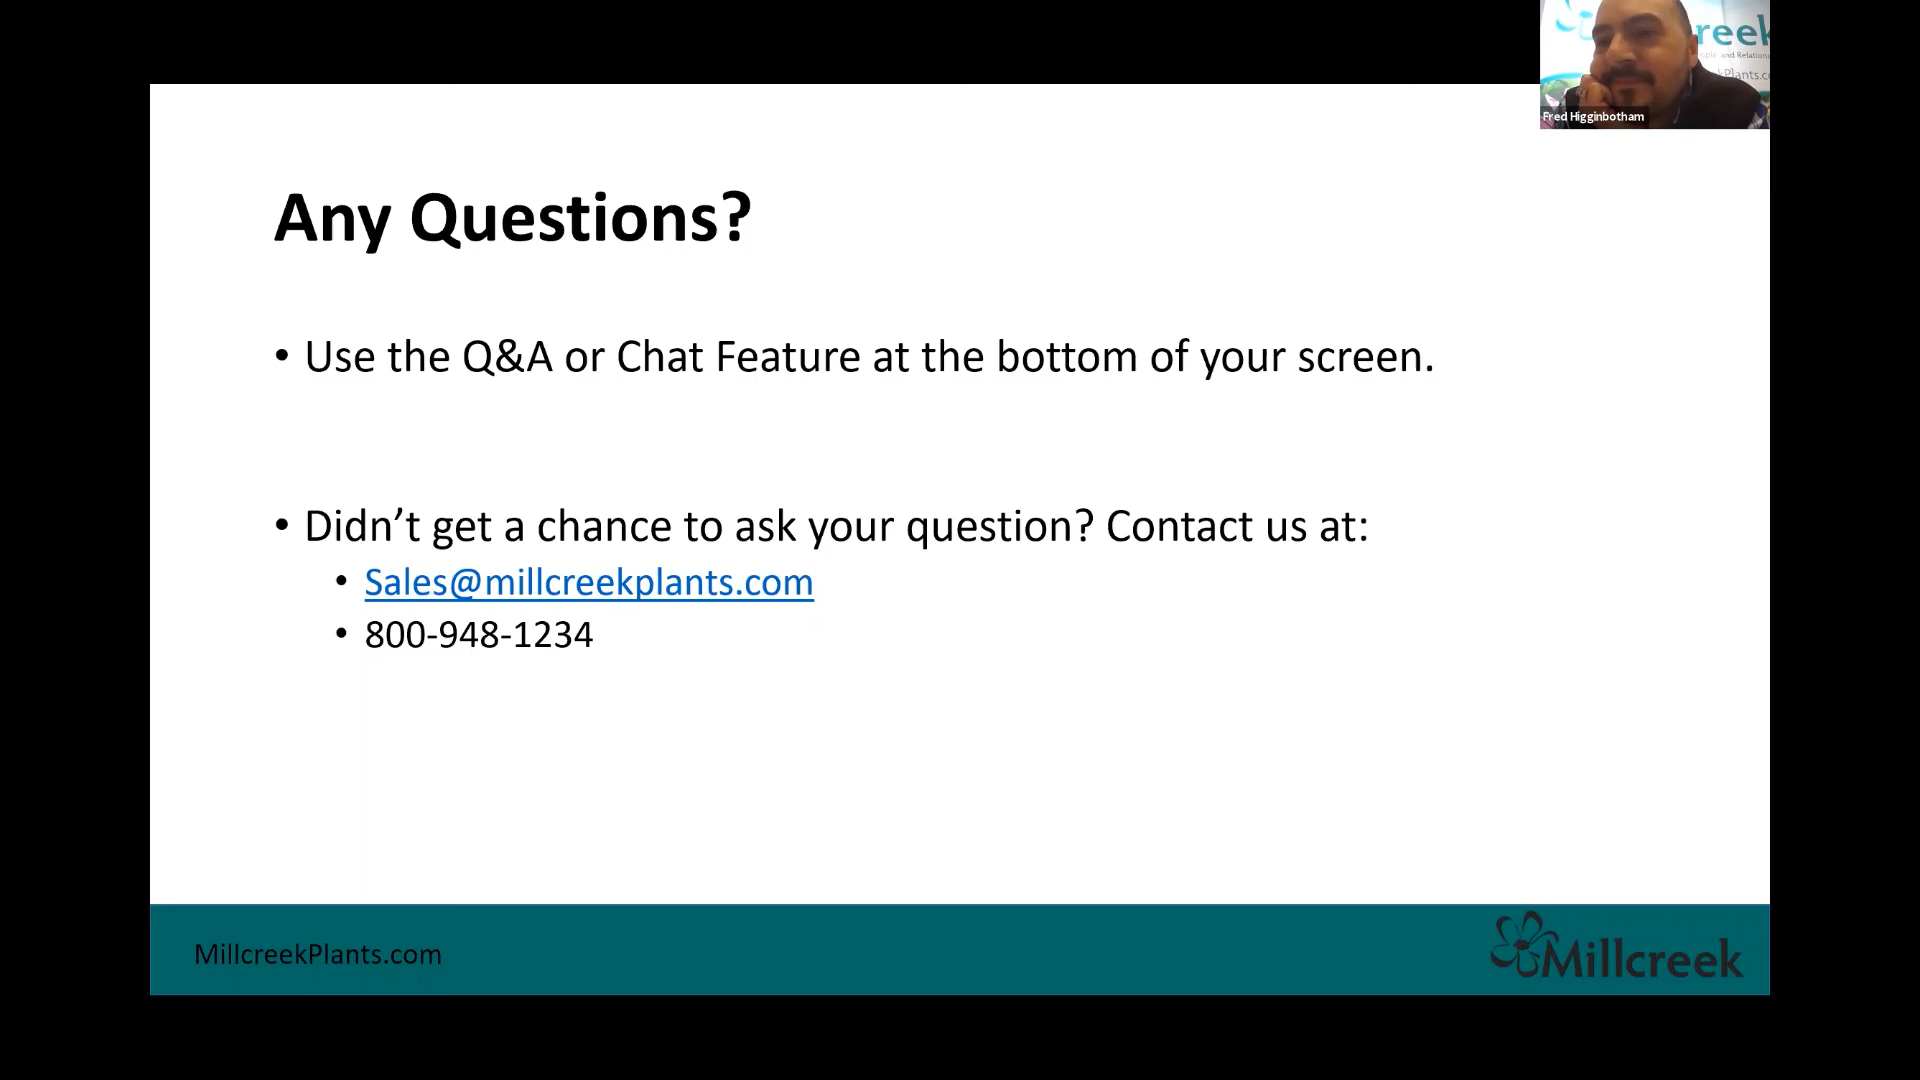 reek
Fred Higginbotham
Any Questions?
• Use the Q&A or Chat Feature at the bottom of your screen.
• Didn’t get a chance to ask your question? Contact us at:
• Sales@millcreekplants.com
• 800-948-1234
MillcreekPlants.com
Millcreek